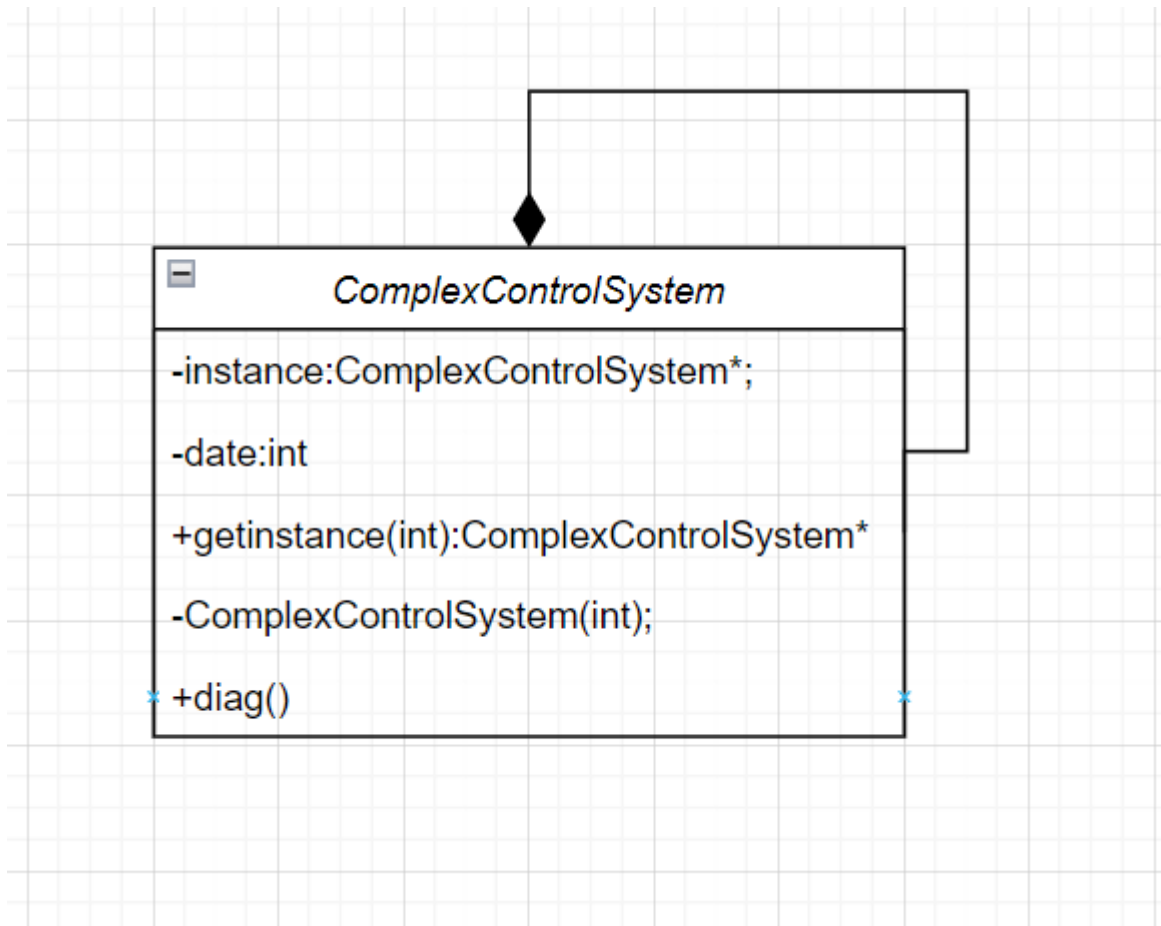 ComplexControlSystem
-instance:ComplexControlSystem*;
-date:int
+getinstance(int):ComplexControlSystem*
-ComplexControlSystem(int);
+diag()